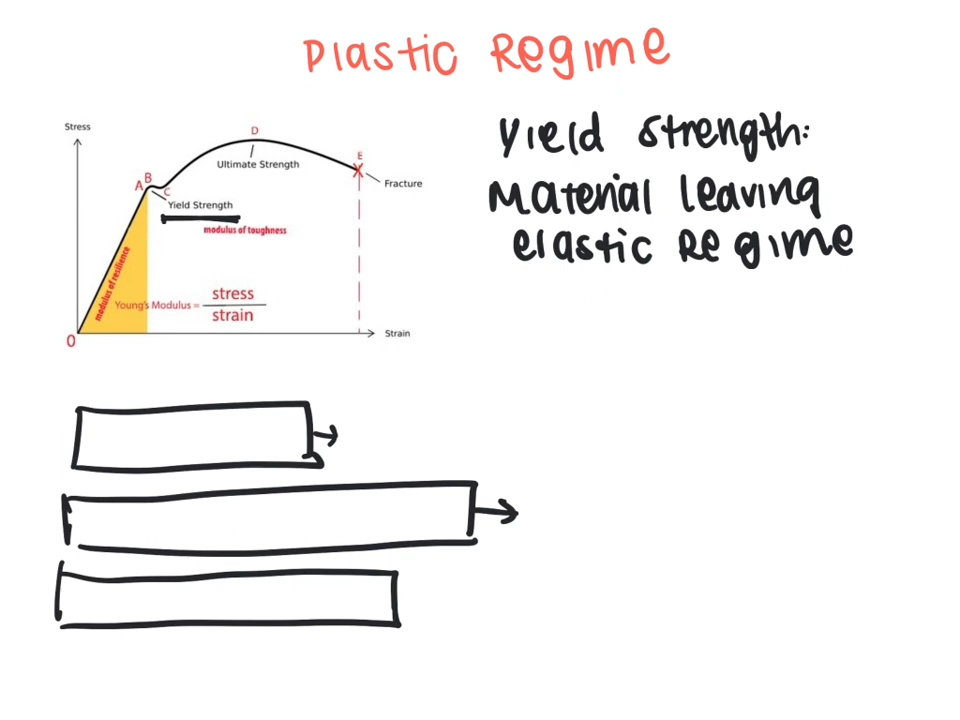 Plastic Regime
Stress
D
Ultimate Strength
E
Fracture
A
B
C
Yield Strength
modulus of toughness
modulus of resilience
Young's Modulus = stress
strain
O
Strain
Yield Strength:
Material leaving
elastic Regime